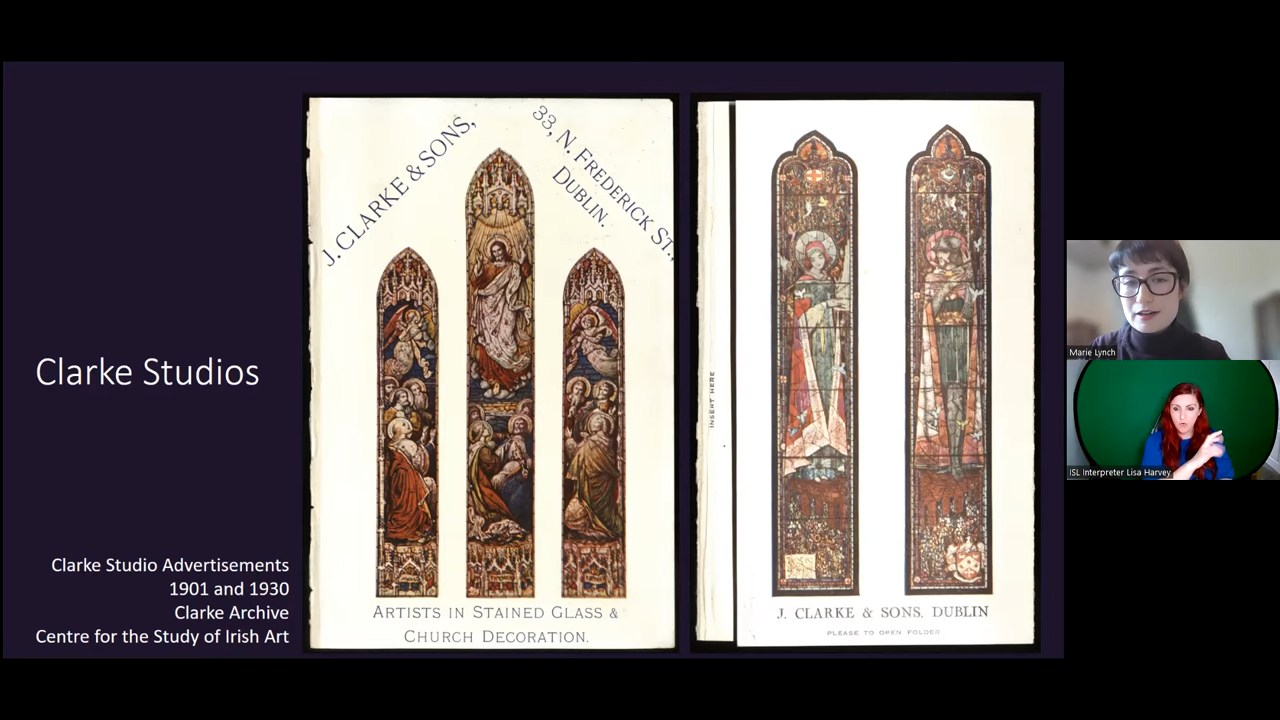 Clarke Studios
Clarke Studio Advertisements
1901 and 1930
Clarke Archive
Centre for the Study of Irish Art
J. CLARKE & SONS,
33, N. FREDERICK ST.,
DUBLIN.
ARTISTS IN STAINED GLASS &
CHURCH DECORATION.
INSERT HERE
J. CLARKE & SONS, DUBLIN
PLEASE TO OPEN FOLDER
Marie Lynch
ISL Interpreter Lisa Harvey